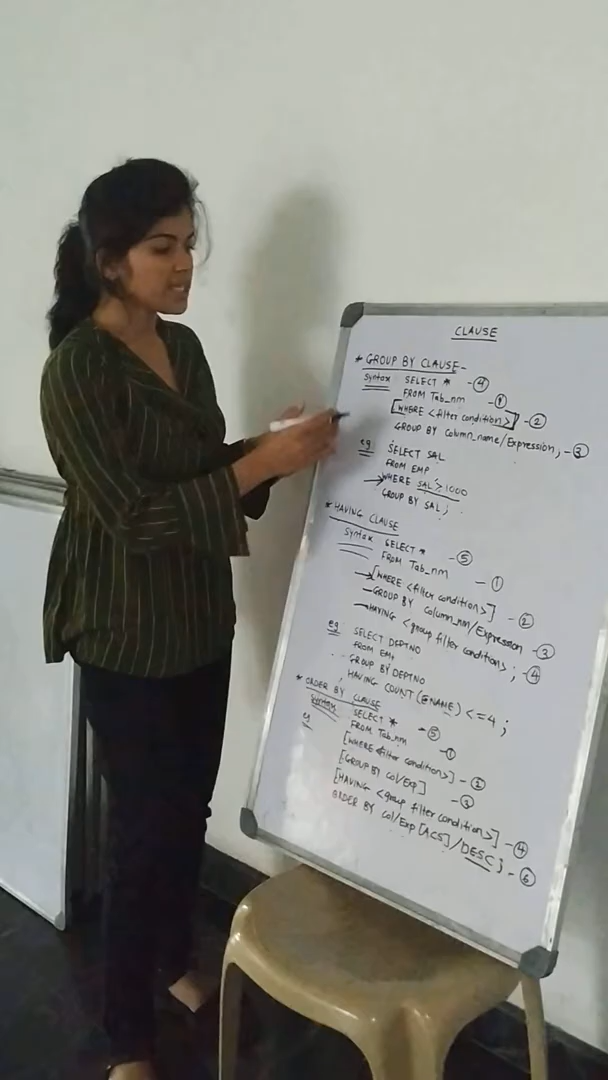 CLAUSE
* GROUP BY CLAUSE-
Syntax SELECT * -④
FROM Tab_nm -①
[WHERE <filter condition>] -②
GROUP BY Column_name/Expression; -③
eg SELECT SAL
FROM EMP
→ WHERE SAL > 1000
GROUP BY SAL;
* HAVING CLAUSE
Syntax SELECT * -⑤
FROM Tab_nm -①
→ [WHERE <filter condition>] -②
- GROUP BY Column_nm/Expression -③
- HAVING <group filter condition>; -④
eg SELECT DEPTNO
FROM EMP
GROUP BY DEPTNO
HAVING COUNT(ENAME) <=4;
* ORDER BY CLAUSE
Syntax SELECT * -⑤
eg FROM Tab_nm -①
[WHERE <filter condition>] -②
[GROUP BY Col/Exp] -③
[HAVING <group filter condition>] -④
ORDER BY Col/Exp [ACS]/DESC; -⑥